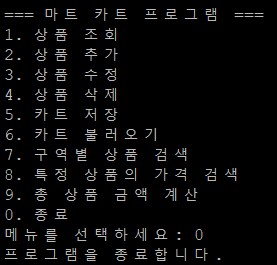 === 마트 카트 프로그램 ===
1. 상품 조회
2. 상품 추가
3. 상품 수정
4. 상품 삭제
5. 카트 저장
6. 카트 불러오기
7. 구역별 상품 검색
8. 특정 상품의 가격 검색
9. 총 상품 금액 계산
0. 종료
메뉴를 선택하세요: 0
프로그램을 종료합니다.